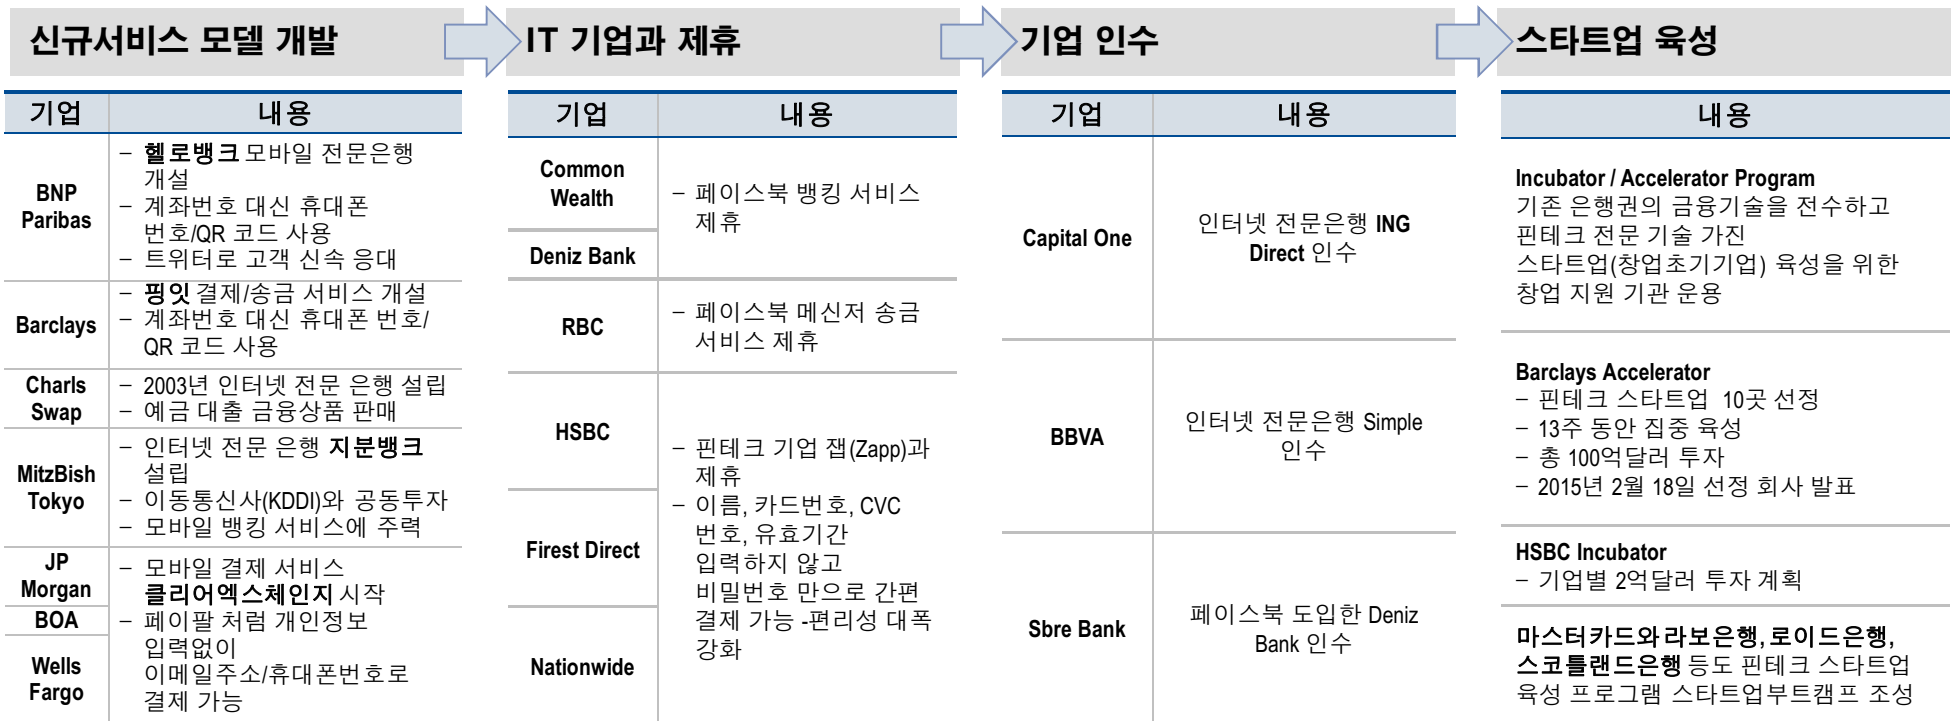 신규서비스 모델 개발
기업 내용
BNP
Paribas
– 헬로뱅크 모바일 전문은행
개설
– 계좌번호 대신 휴대폰
번호/QR 코드 사용
– 트위터로 고객 신속 응대
Barclays
– 핑잇 결제/송금 서비스 개설
– 계좌번호 대신 휴대폰 번호/
QR 코드 사용
Charls
Swap
– 2003년 인터넷 전문 은행 설립
– 예금 대출 금융상품 판매
MitzBish
Tokyo
– 인터넷 전문 은행 지분뱅크
설립
– 이동통신사(KDDI)와 공동투자
– 모바일 뱅킹 서비스에 주력
JP
Morgan
BOA
Wells
Fargo
– 모바일 결제 서비스
클리어엑스체인지 시작
– 페이팔 처럼 개인정보
입력없이
이메일주소/휴대폰번호로
결제 가능
IT 기업과 제휴
기업 내용
Common
Wealth
Deniz Bank
– 페이스북 뱅킹 서비스
제휴
RBC
– 페이스북 메신저 송금
서비스 제휴
HSBC
Firest Direct
Nationwide
– 핀테크 기업 잽(Zapp)과
제휴
– 이름, 카드번호, CVC
번호, 유효기간
입력하지 않고
비밀번호 만으로 간편
결제 가능 -편리성 대폭
강화
기업 인수
기업 내용
Capital One
인터넷 전문은행 ING
Direct 인수
BBVA
인터넷 전문은행 Simple
인수
Sbre Bank
페이스북 도입한 Deniz
Bank 인수
스타트업 육성
내용
Incubator / Accelerator Program
기존 은행권의 금융기술을 전수하고
핀테크 전문 기술 가진
스타트업(창업초기기업) 육성을 위한
창업 지원 기관 운용
Barclays Accelerator
– 핀테크 스타트업 10곳 선정
– 13주 동안 집중 육성
– 총 100억달러 투자
– 2015년 2월 18일 선정 회사 발표
HSBC Incubator
– 기업별 2억달러 투자 계획
마스터카드와 라보은행, 로이드은행,
스코틀랜드은행 등도 핀테크 스타트업
육성 프로그램 스타트업부트캠프 조성